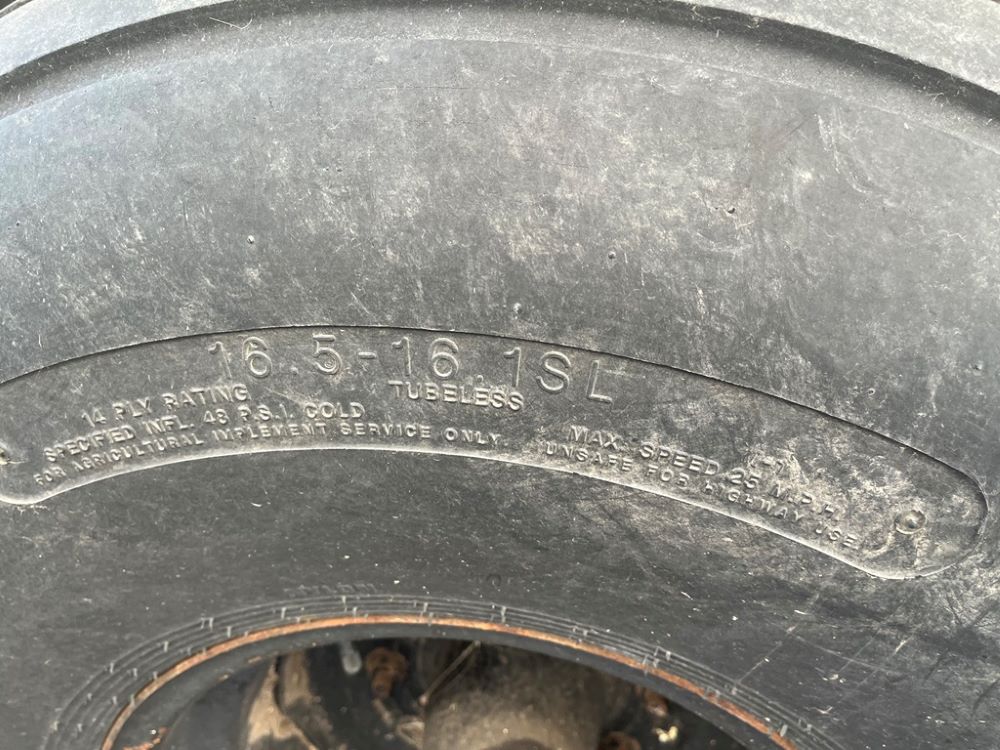 16.5-16.1SL
TUBELESS
14 PLY RATING
SPECIFIED INFL. 48 P.S.I. COLD
FOR AGRICULTURAL IMPLEMENT SERVICE ONLY
MAX. SPEED 25 M.P.H.
UNSAFE FOR HIGHWAY USE